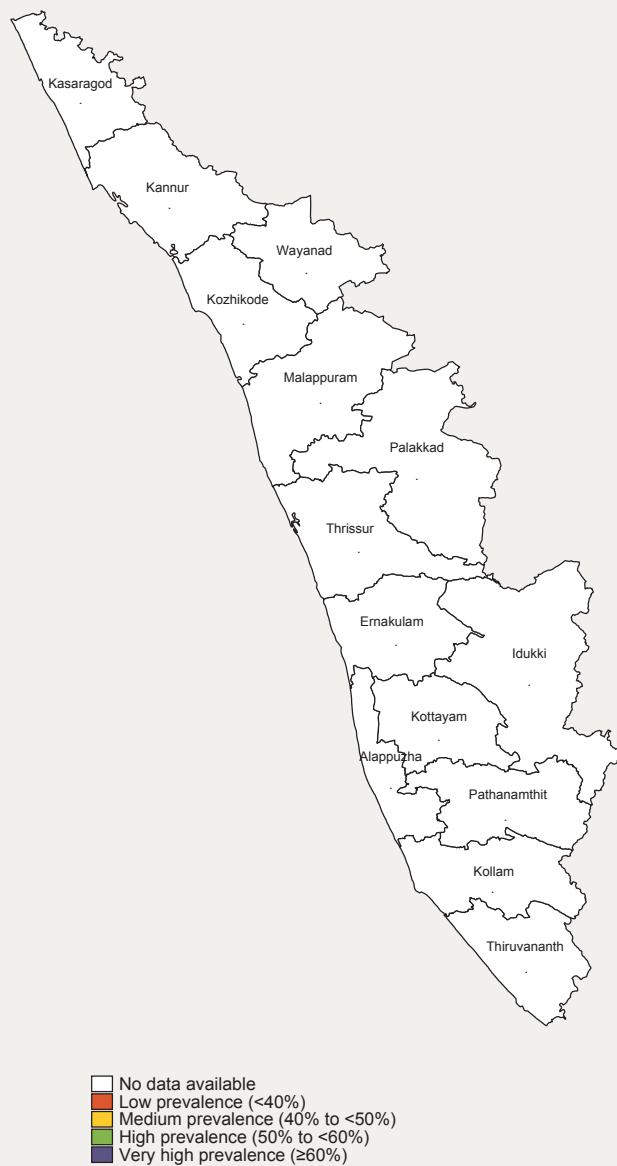 Kasaragod
Kannur
Wayanad
Kozhikode
Malappuram
Palakkad
Thrissur
Ernakulam
Idukki
Kottayam
Alappuzha
Pathanamthit
Kollam
Thiruvananth
No data available
Low prevalence (<40%)
Medium prevalence (40% to <50%)
High prevalence (50% to <60%)
Very high prevalence (≥60%)